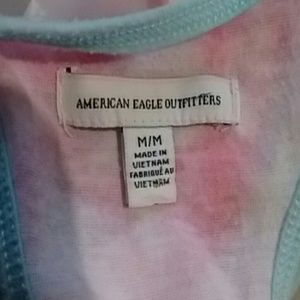 AMERICAN EAGLE OUTFITTERS
M/M
MADE IN
VIETNAM
FABRIQUÉ AU
VIETNAM